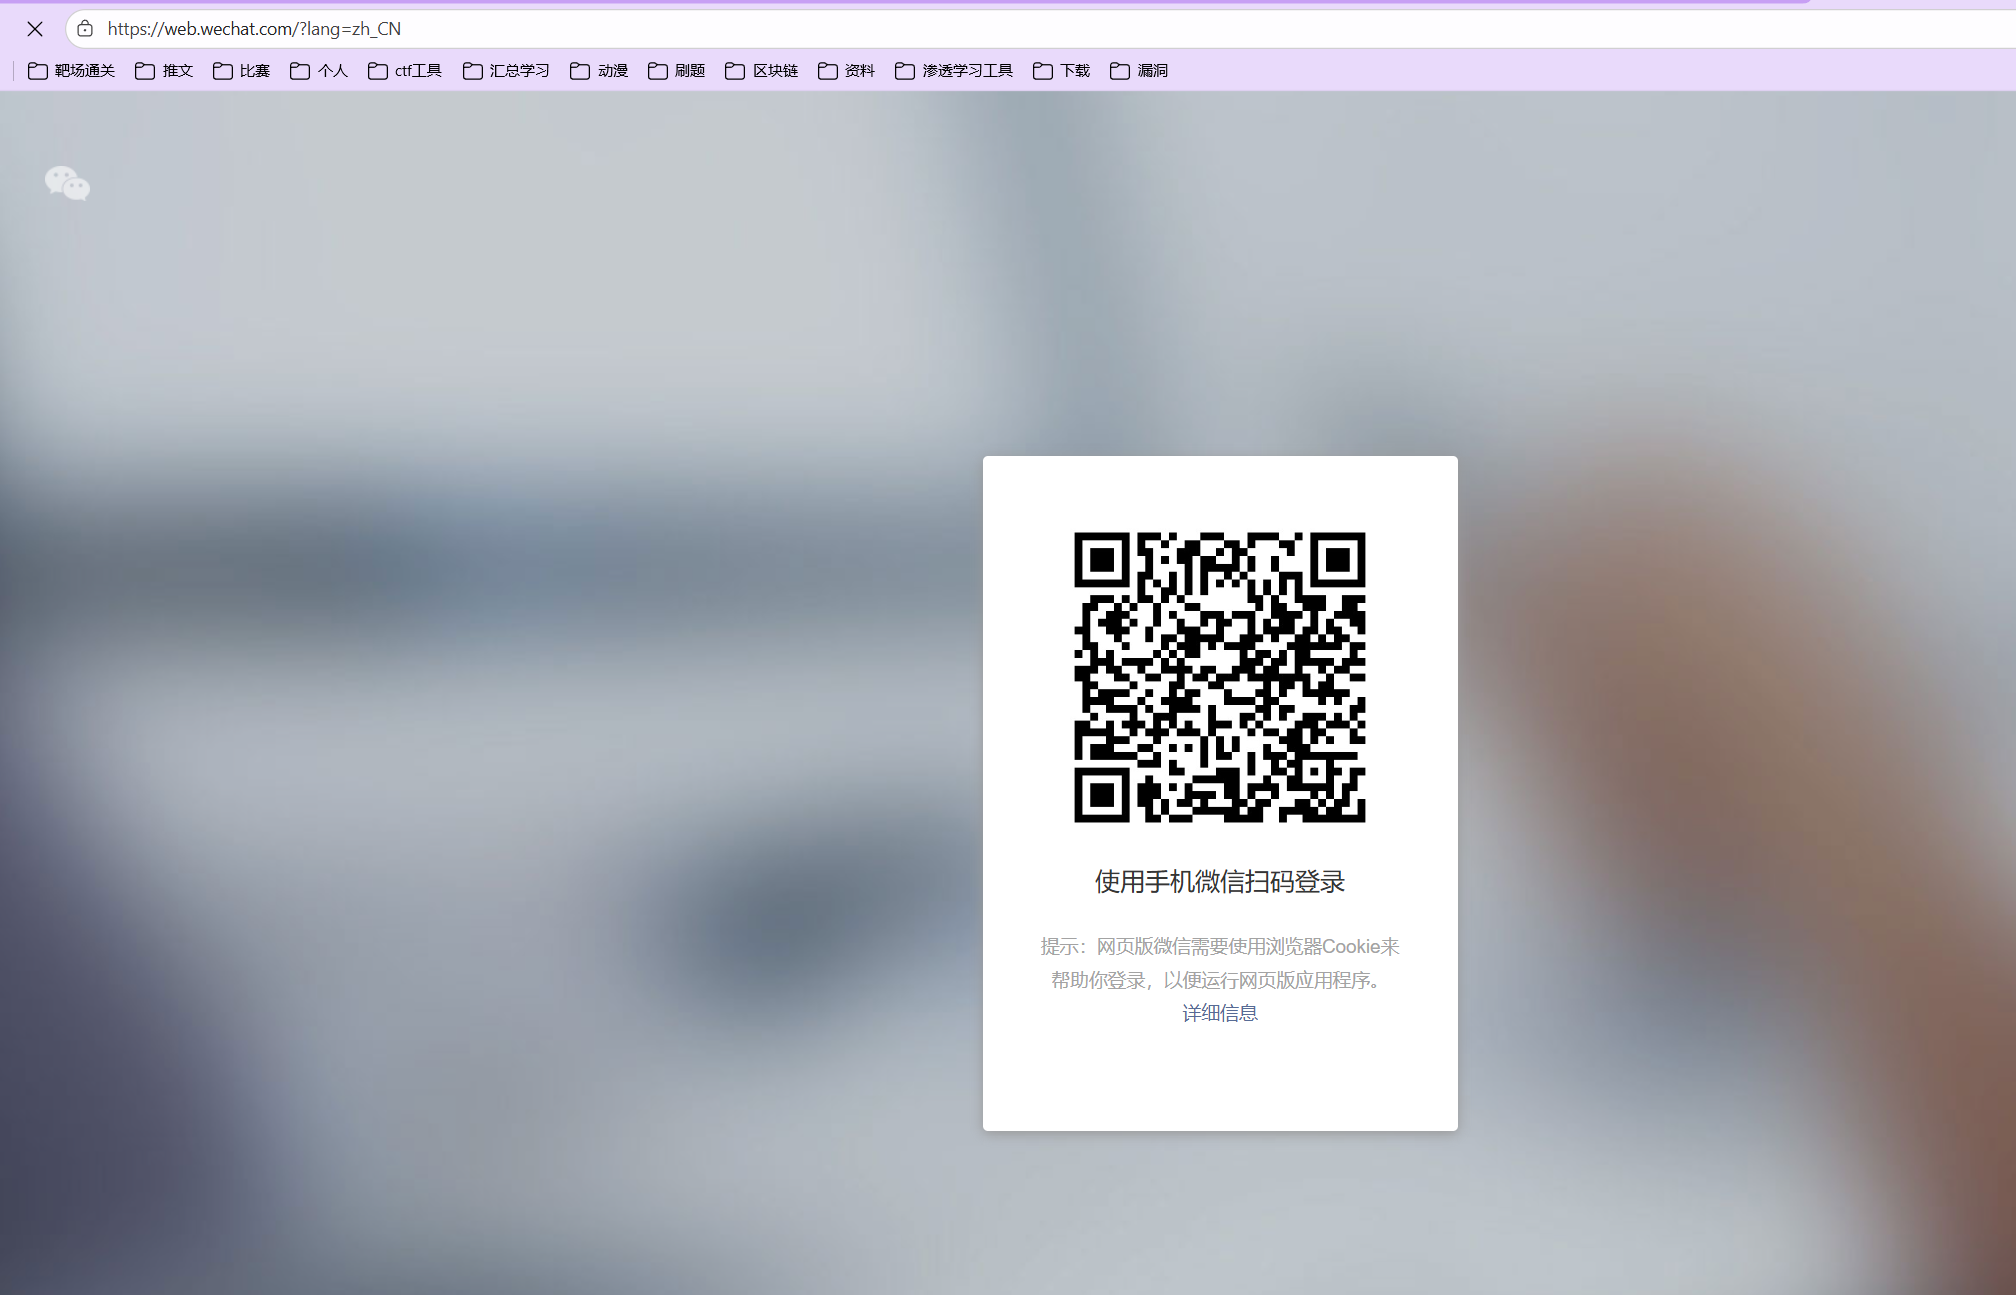 https://web.wechat.com/?lang=zh_CN
靶场通关 推文 比赛 个人 ctf工具 汇总学习 动漫 刷题 区块链 资料 渗透学习工具 下载 漏洞
使用手机微信扫码登录
提示：网页版微信需要使用浏览器Cookie来
帮助你登录，以便运行网页版应用程序。
详细信息